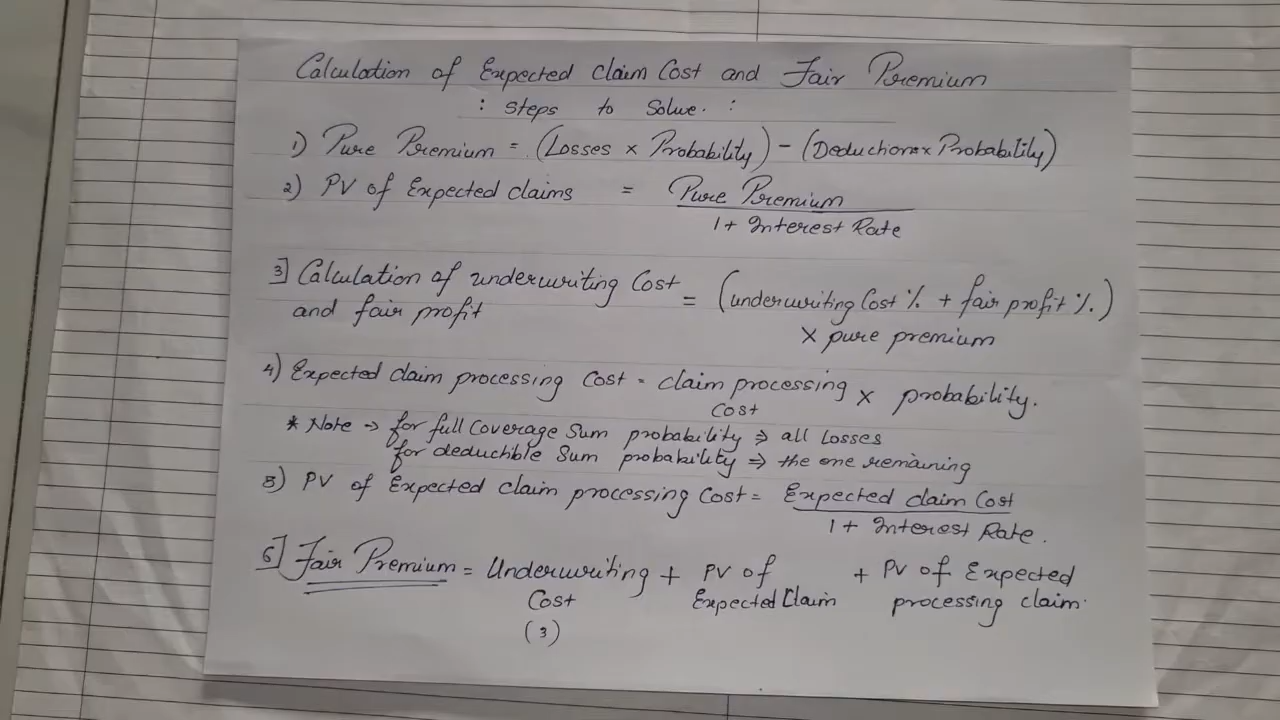 Calculation of Expected Claim Cost and Fair Premium
: Steps to Solve. :
1) Pure Premium = (Losses x Probability) - (Deduction x Probability)
2) PV of Expected claims = Pure Premium
1 + Interest Rate
3] Calculation of underwriting Cost = (underwriting Cost % + fair profit %.)
and fair profit x pure premium
4) Expected claim processing Cost = claim processing x probability.
Cost
* Note → for full Coverage Sum probability ⇒ all Losses
for deductible Sum probability ⇒ the one remaining
5) PV of Expected claim processing Cost = Expected claim Cost
1 + Interest Rate.
6] Fair Premium = Underwriting + PV of + PV of Expected
Cost Expected Claim processing claim.
(3)